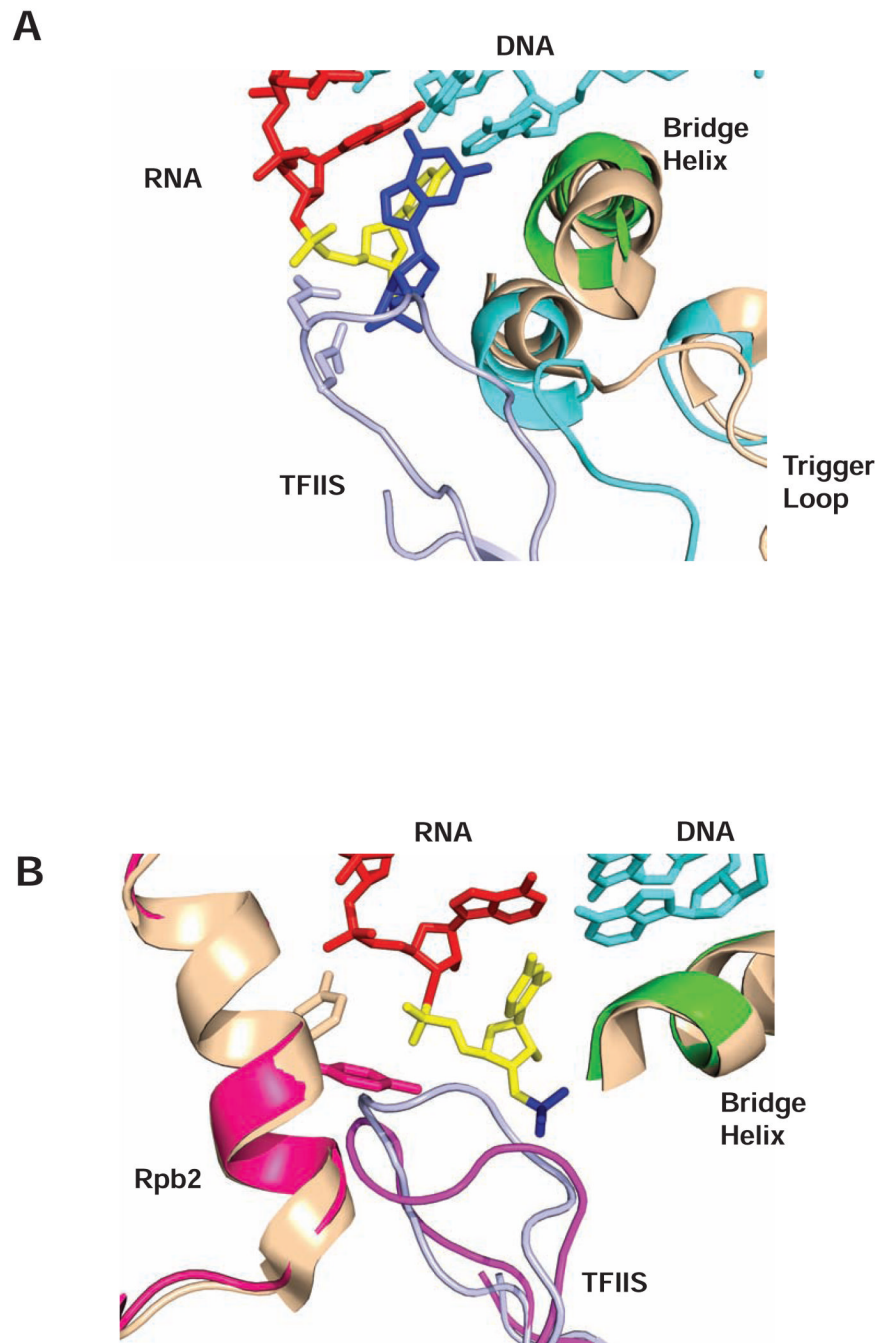 A
DNA
Bridge
Helix
RNA
TFIIS
Trigger
Loop
B
RNA
DNA
Bridge
Helix
Rpb2
TFIIS